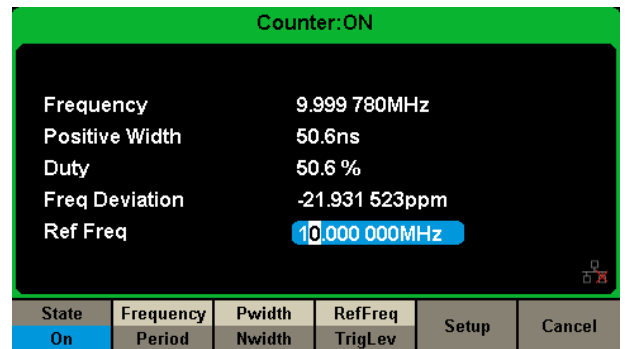 Counter:ON
Frequency 9.999 780MHz
Positive Width 50.6ns
Duty 50.6 %
Freq Deviation -21.931 523ppm
Ref Freq 10.000 000MHz
State Frequency Pwidth RefFreq Setup Cancel
On Period Nwidth TrigLev